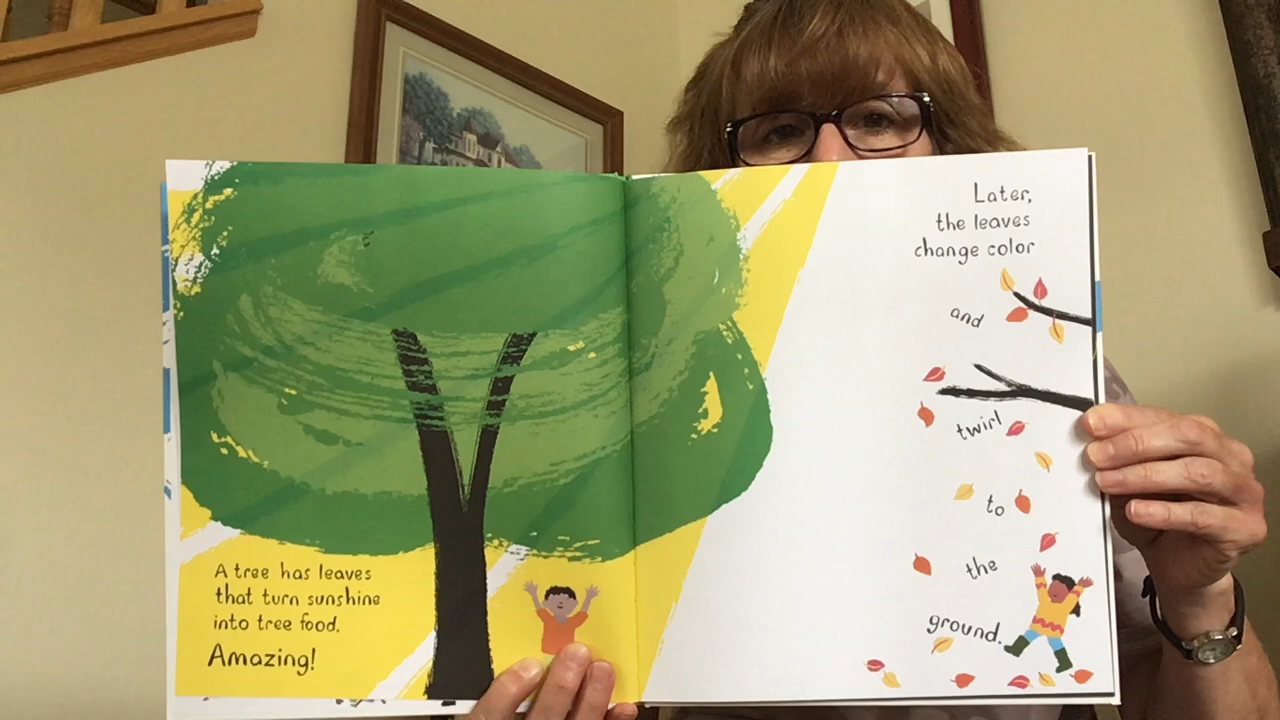 A tree has leaves
that turn sunshine
into tree food.
Amazing!
Later,
the leaves
change color
and
twirl
to
the
ground.